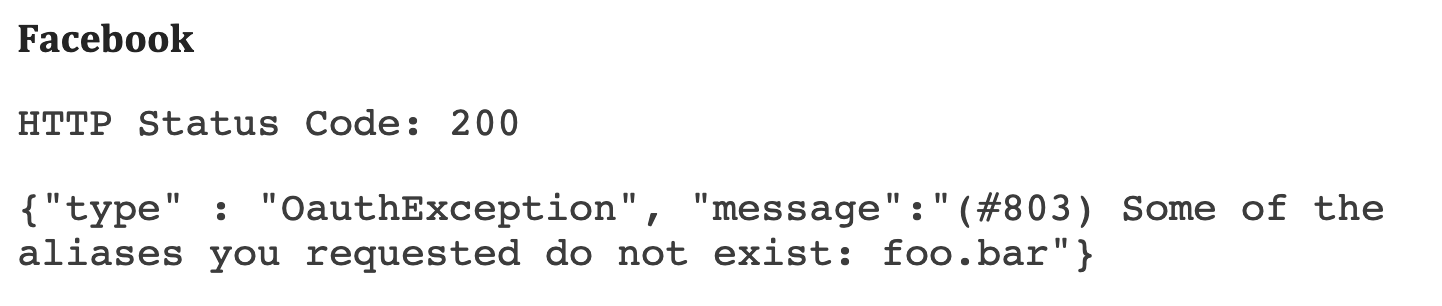 Facebook
HTTP Status Code: 200
{"type" : "OauthException", "message":"(#803) Some of the
aliases you requested do not exist: foo.bar"}